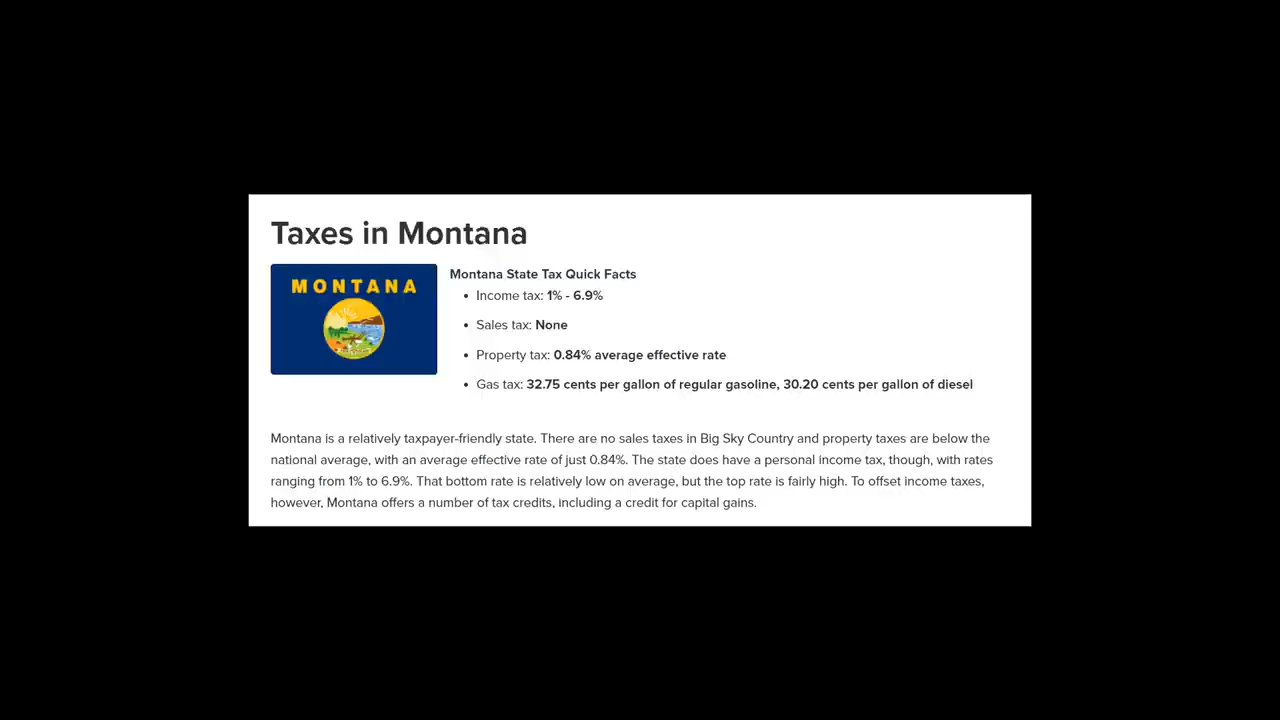 Taxes in Montana
MONTANA
Montana State Tax Quick Facts
• Income tax: 1% - 6.9%
• Sales tax: None
• Property tax: 0.84% average effective rate
• Gas tax: 32.75 cents per gallon of regular gasoline, 30.20 cents per gallon of diesel
Montana is a relatively taxpayer-friendly state. There are no sales taxes in Big Sky Country and property taxes are below the
national average, with an average effective rate of just 0.84%. The state does have a personal income tax, though, with rates
ranging from 1% to 6.9%. That bottom rate is relatively low on average, but the top rate is fairly high. To offset income taxes,
however, Montana offers a number of tax credits, including a credit for capital gains.